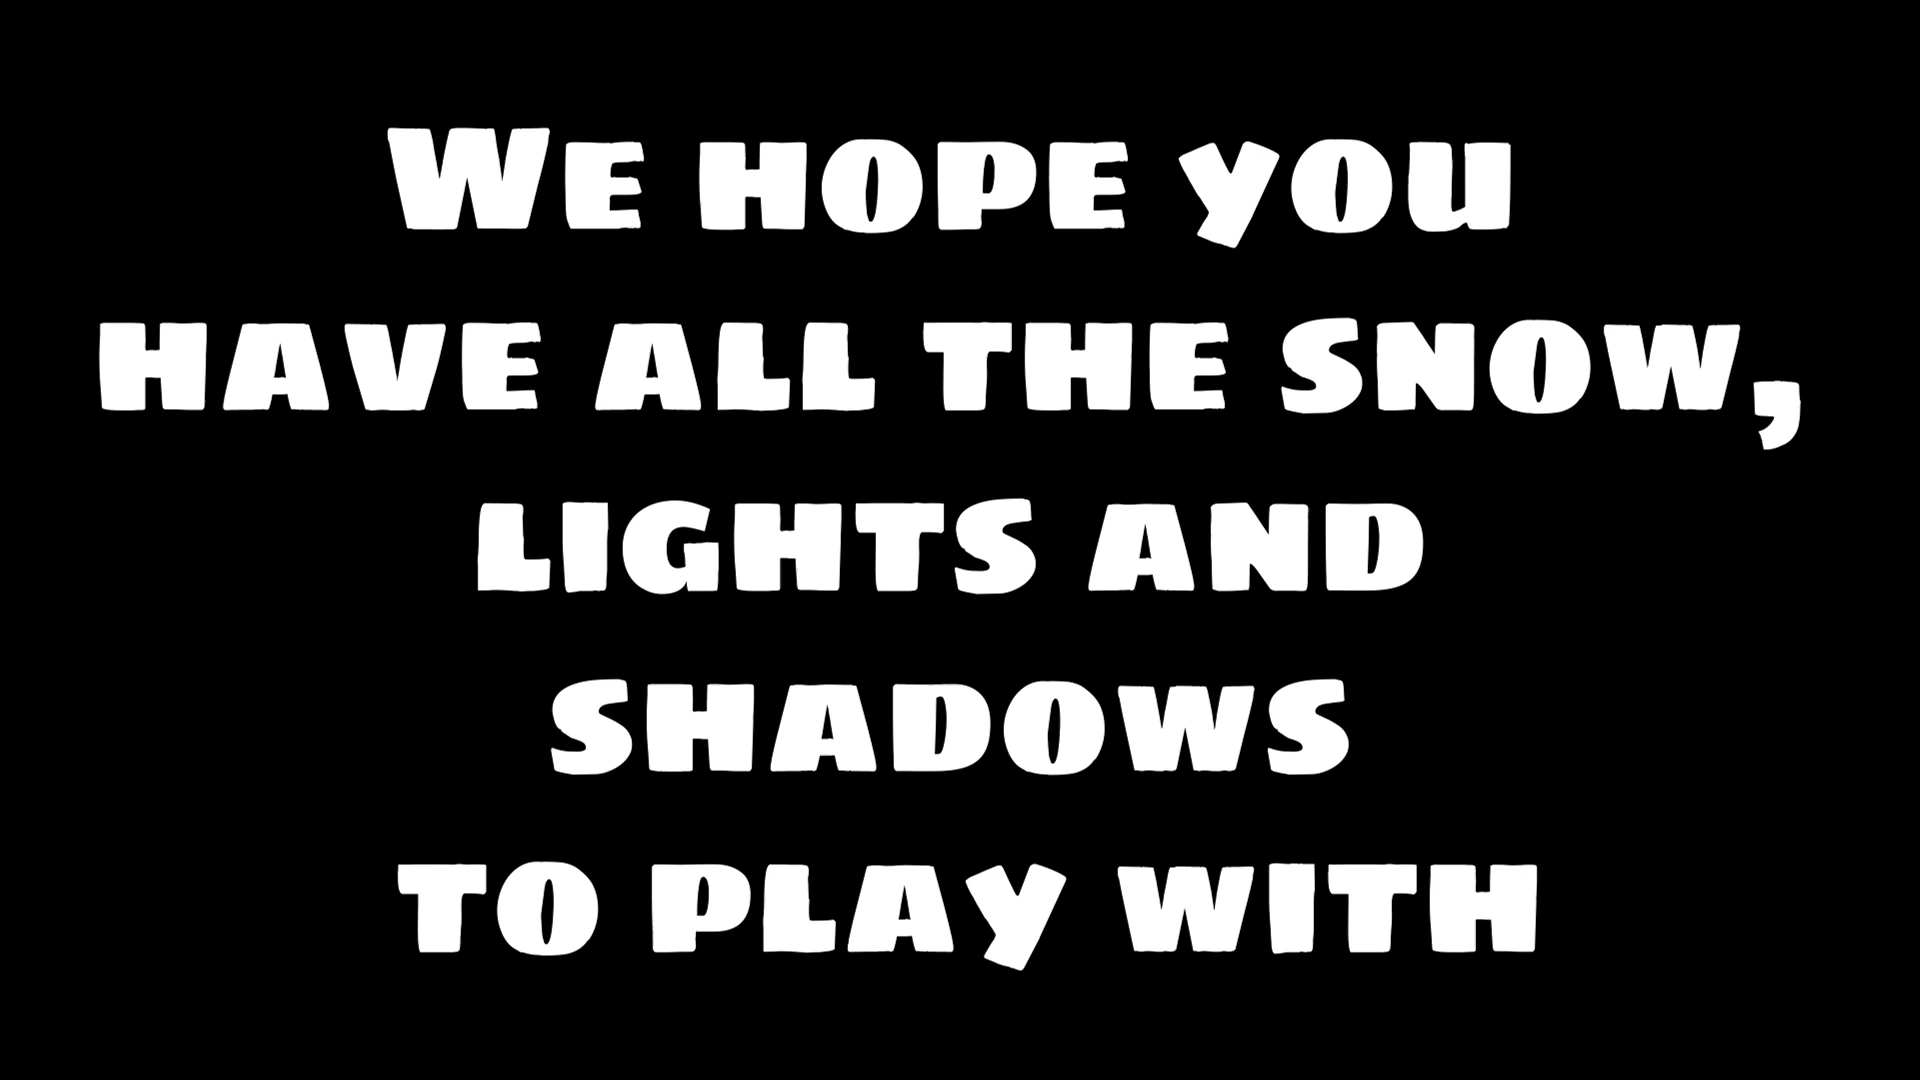 We hope you
have all the snow,
lights and
shadows
to play with